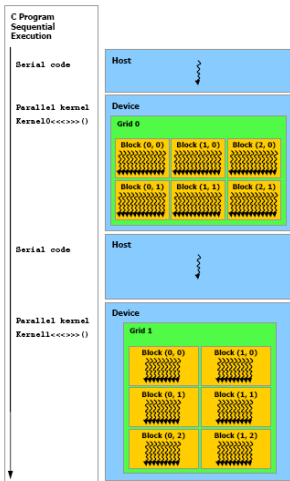 C Program
Sequential
Execution
Serial code
Host
Parallel kernel
Kernel0<<<>>>()
Device
Grid 0
Block (0, 0)
Block (1, 0)
Block (2, 0)
Block (0, 1)
Block (1, 1)
Block (2, 1)
Serial code
Host
Parallel kernel
Kernel1<<<>>>()
Device
Grid 1
Block (0, 0)
Block (1, 0)
Block (0, 1)
Block (1, 1)
Block (0, 2)
Block (1, 2)